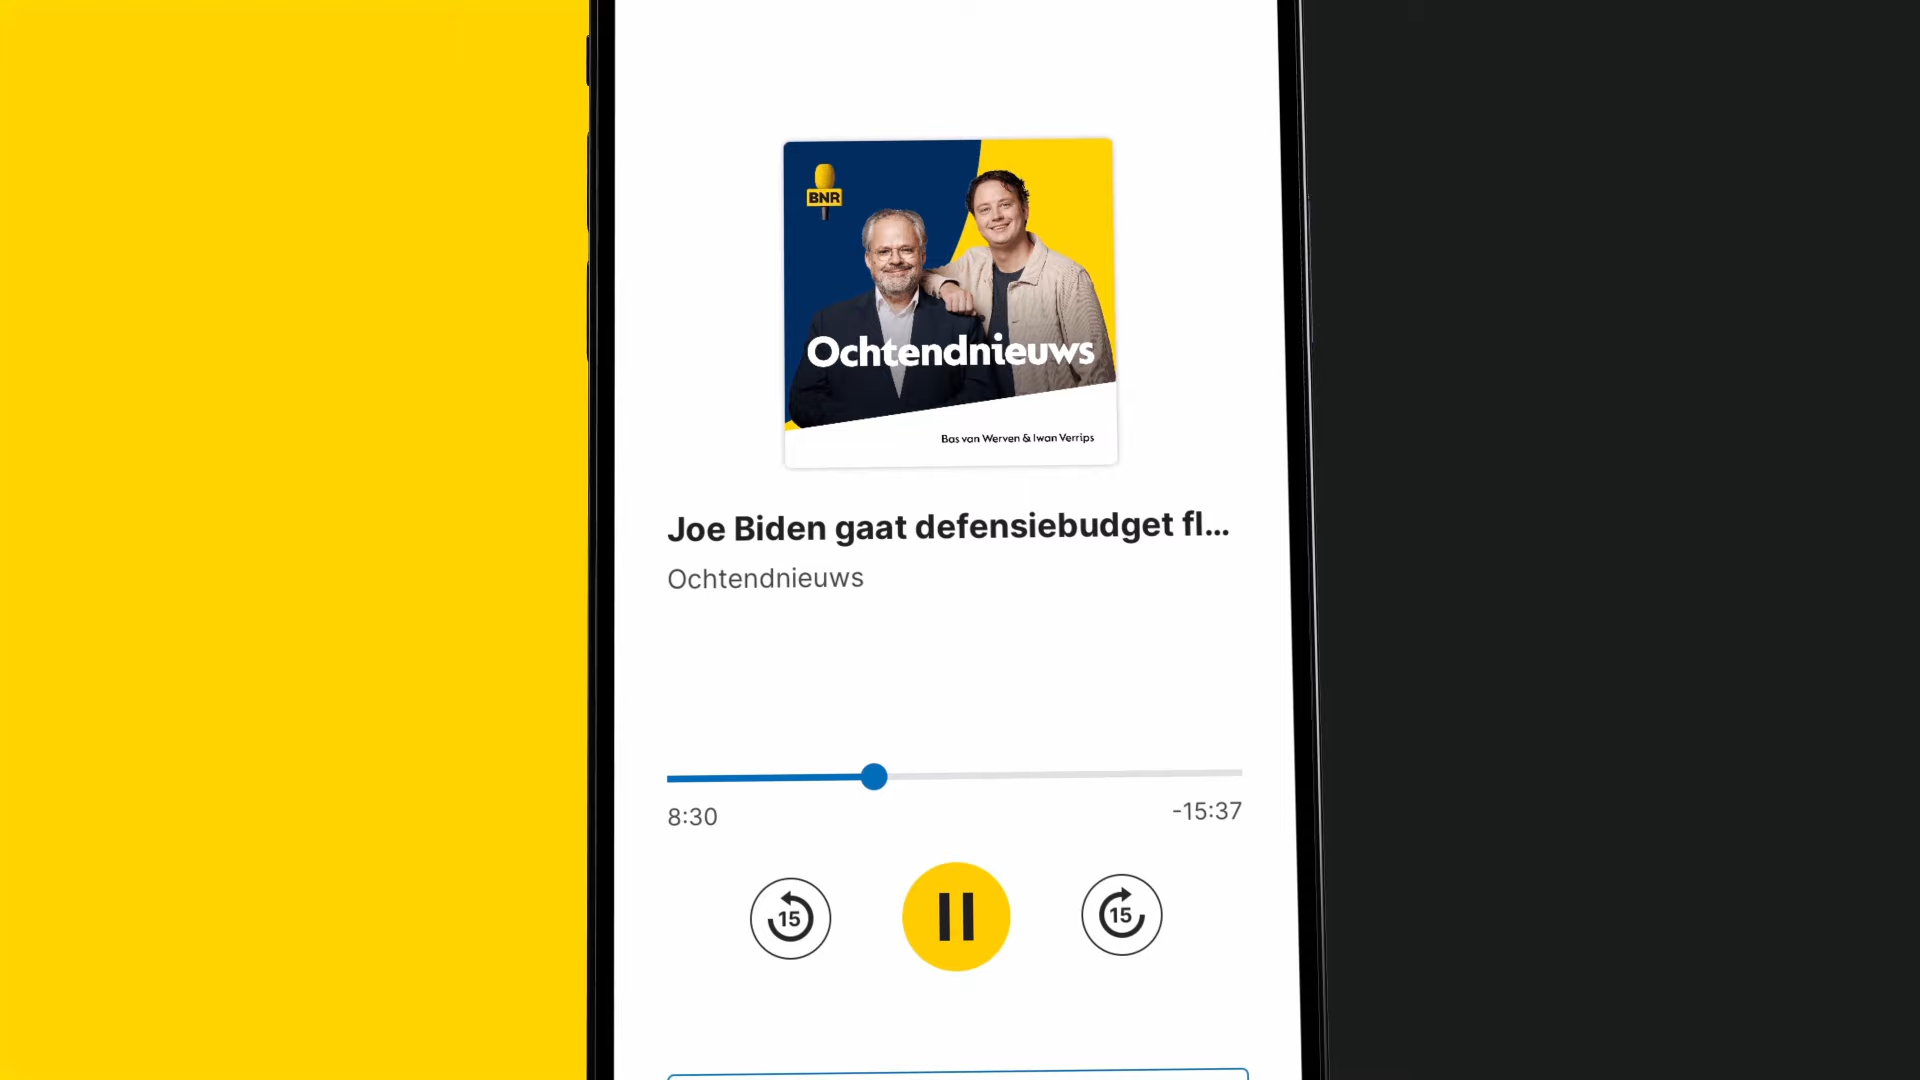 BNR
Ochtendnieuws
Bas van Werven & Iwan Verrips
Joe Biden gaat defensiebudget fl...
Ochtendnieuws
8:30
-15:37
15
15